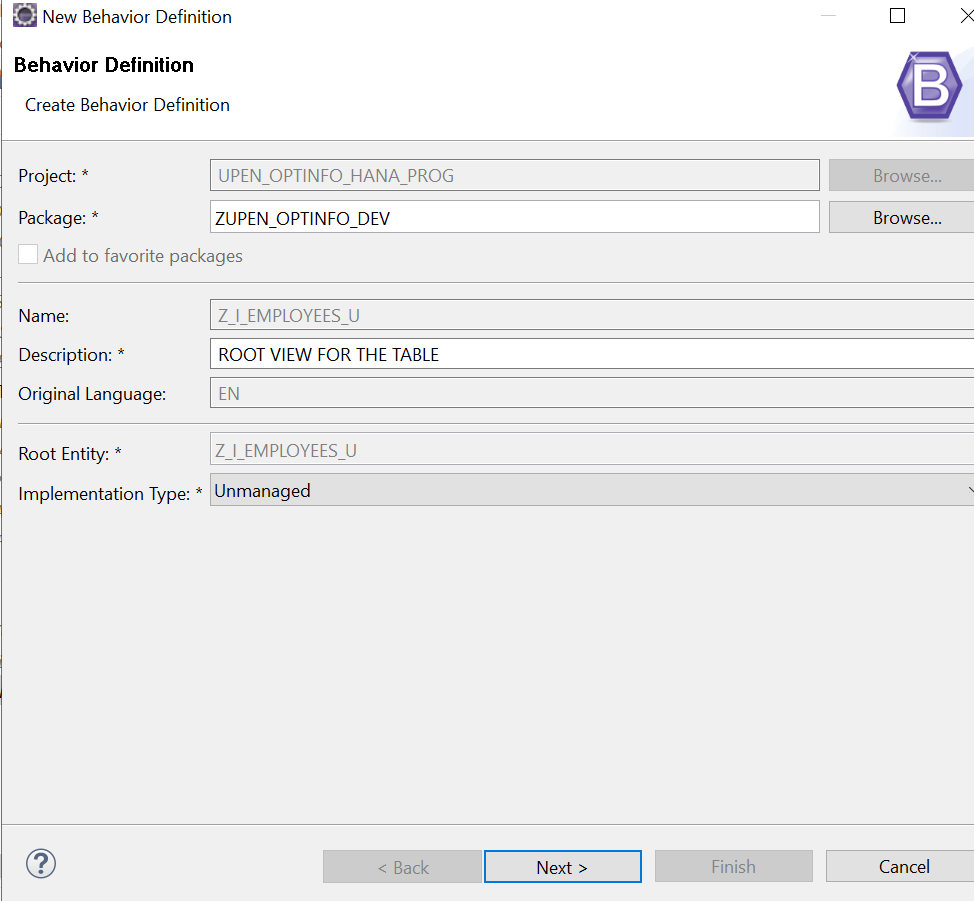 New Behavior Definition
Behavior Definition
Create Behavior Definition
B
Project: * UPEN_OPTINFO_HANA_PROG Browse...
Package: * ZUPEN_OPTINFO_DEV Browse...
Add to favorite packages
Name: Z_I_EMPLOYEES_U
Description: * ROOT VIEW FOR THE TABLE
Original Language: EN
Root Entity: * Z_I_EMPLOYEES_U
Implementation Type: * Unmanaged
? < Back Next > Finish Cancel